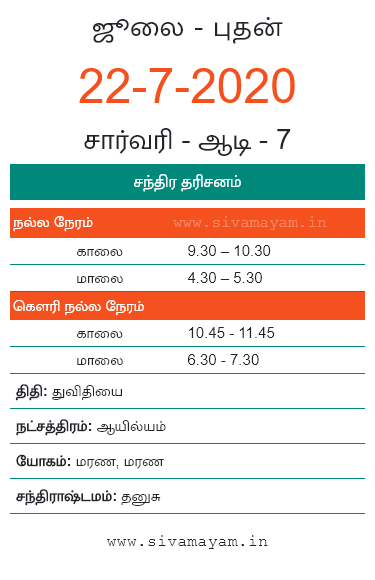 ஜூலை - புதன்
22-7-2020
சார்வரி - ஆடி - 7
சந்திர தரிசனம்
நல்ல நேரம் www.sivamayam.in
காலை 9.30 – 10.30
மாலை 4.30 – 5.30
கௌரி நல்ல நேரம்
காலை 10.45 - 11.45
மாலை 6.30 - 7.30
திதி: துவிதியை
நட்சத்திரம்: ஆயில்யம்
யோகம்: மரண, மரண
சந்திராஷ்டமம்: தனுசு
www.sivamayam.in